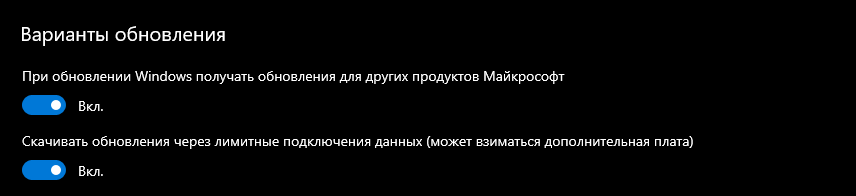 Варианты обновления
При обновлении Windows получать обновления для других продуктов Майкрософт
Вкл.
Скачивать обновления через лимитные подключения данных (может взиматься дополнительная плата)
Вкл.